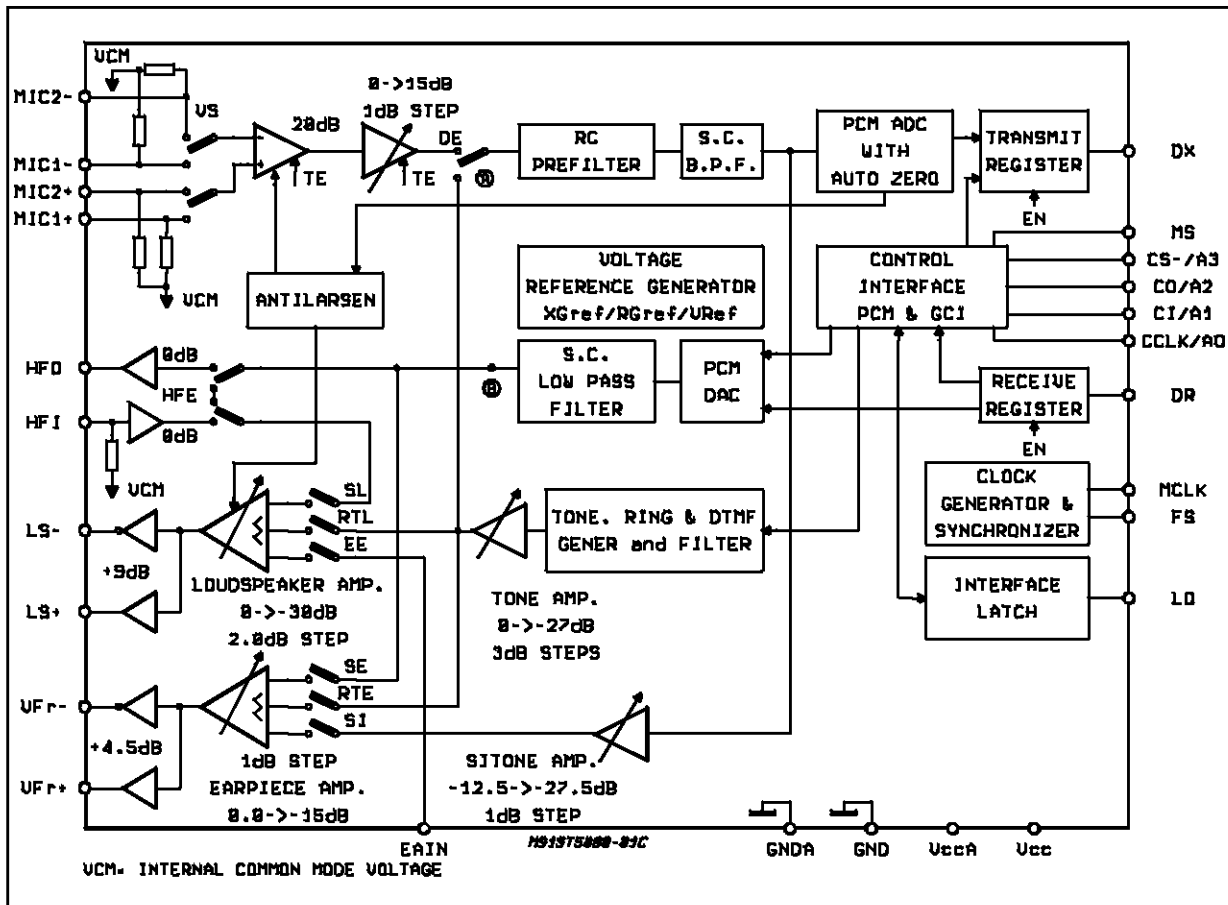 VCM
MIC2-
VS
MIC1-
MIC2+
MIC1+
VCM
20dB
TE
0->15dB
1dB STEP
TE
DE
RC
PREFILTER
S.C.
B.P.F.
PCM ADC
WITH
AUTO ZERO
TRANSMIT
REGISTER
EN
DX
MS
CS-/A3
CO/A2
CI/A1
CCLK/A0
ANTILARSEN
VOLTAGE
REFERENCE GENERATOR
XGref/RGref/VRef
CONTROL
INTERFACE
PCM & GCI
HFO
0dB
HFE
HFI
0dB
VCM
S.C.
LOW PASS
FILTER
PCM
DAC
RECEIVE
REGISTER
EN
DR
CLOCK
GENERATOR &
SYNCHRONIZER
MCLK
FS
SL
RTL
EE
LS-
+9dB
LS+
LOUDSPEAKER AMP.
0->-30dB
2.0dB STEP
TONE, RING & DTMF
GENER and FILTER
TONE AMP.
0->-27dB
3dB STEPS
INTERFACE
LATCH
LO
SE
RTE
SI
VFr-
+4.5dB
VFr+
1dB STEP
EARPIECE AMP.
0.0->-15dB
SITONE AMP.
-12.5->-27.5dB
1dB STEP
EAIN
GNDA
GND
VccA
Vcc
VCM= INTERNAL COMMON MODE VOLTAGE